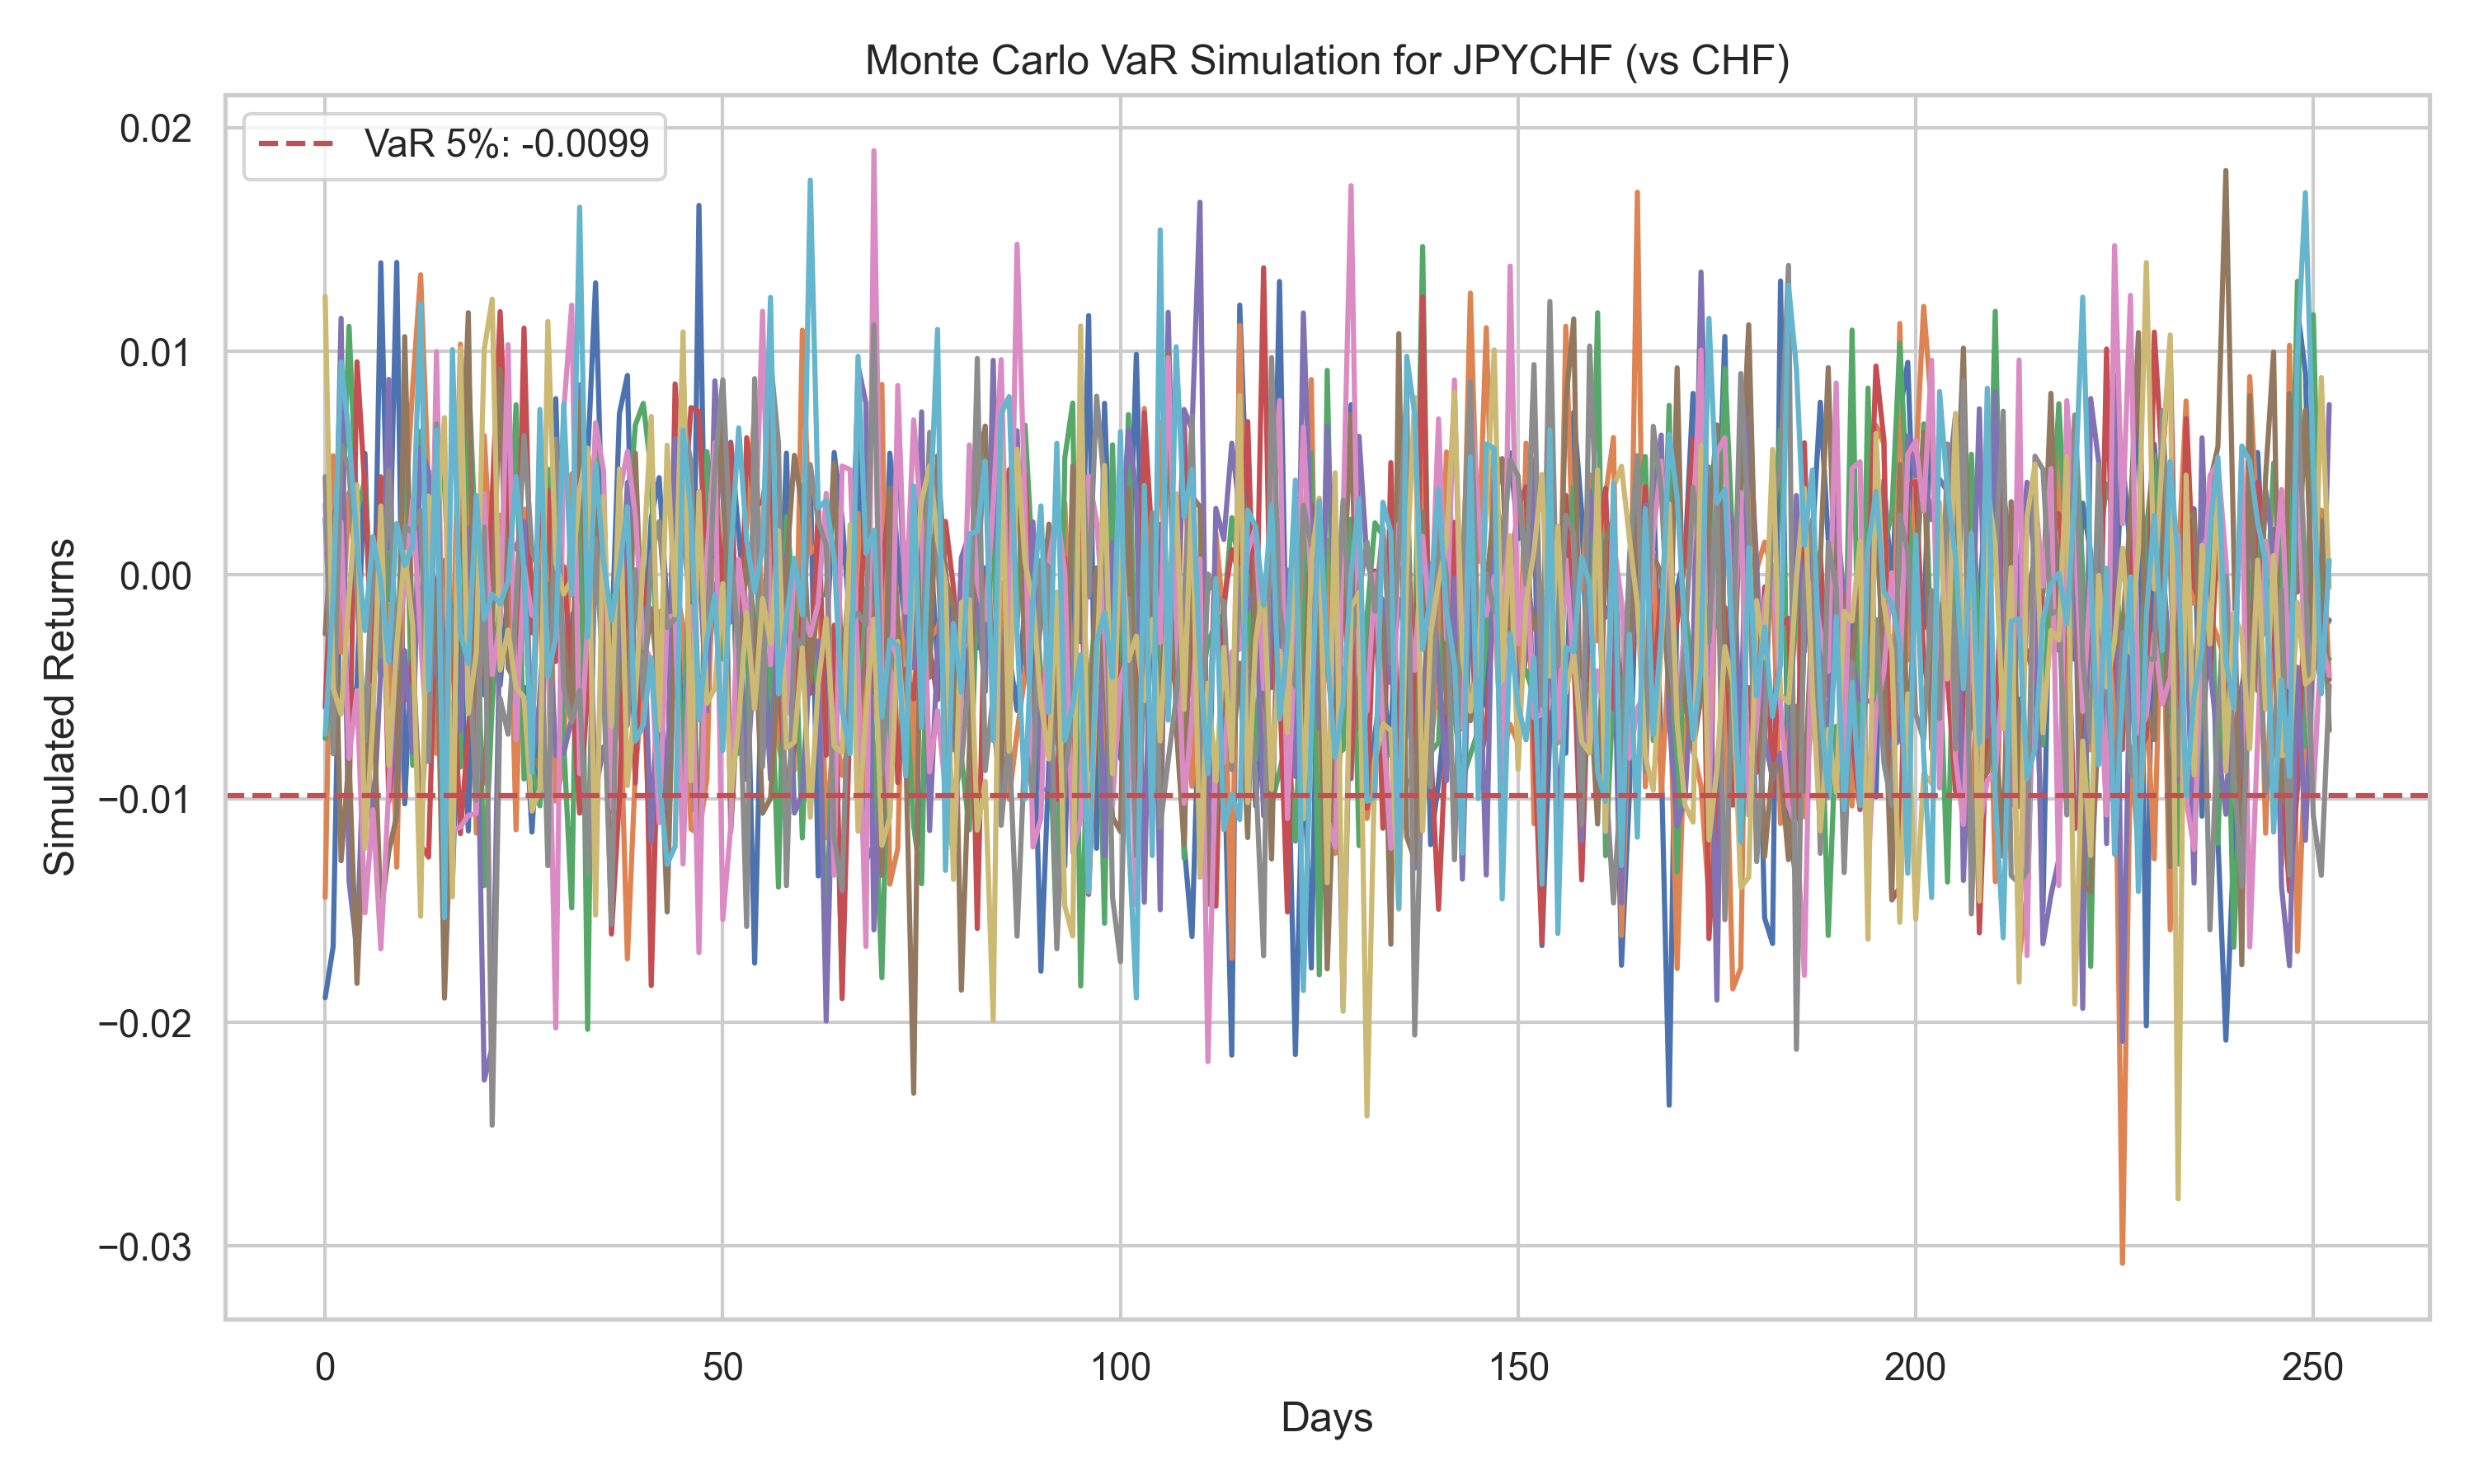 Monte Carlo VaR Simulation for JPYCHF (vs CHF)
VaR 5%: -0.0099
0.02
0.01
0.00
−0.01
−0.02
−0.03
Simulated Returns
0 50 100 150 200 250
Days